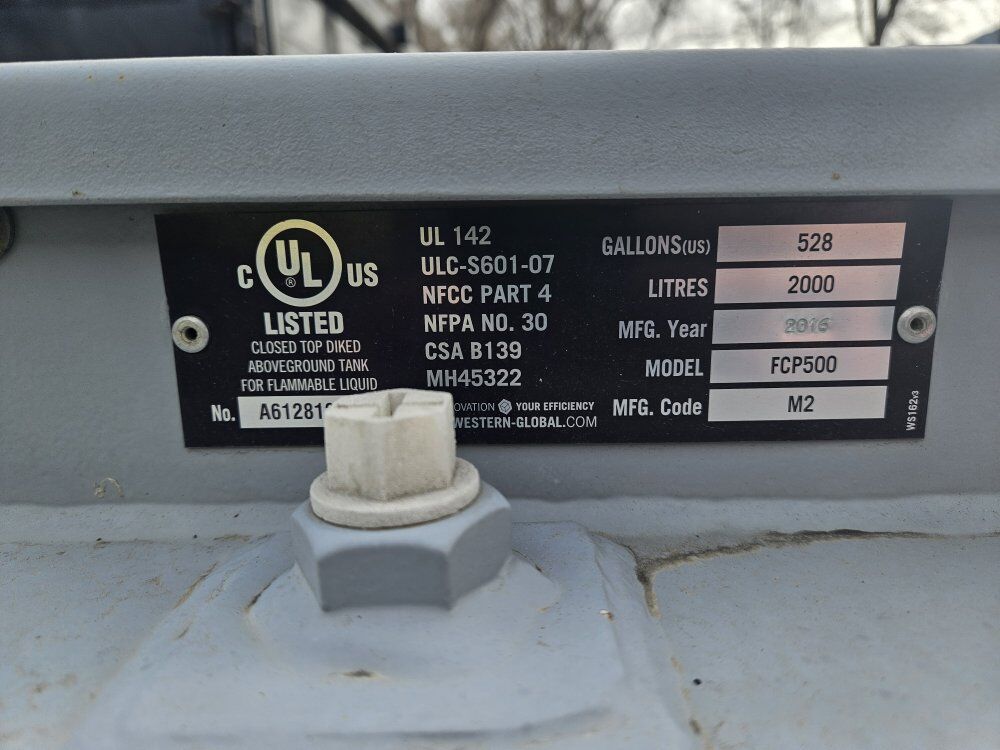 C UL US
®
LISTED
CLOSED TOP DIKED
ABOVEGROUND TANK
FOR FLAMMABLE LIQUID
No. A61281
UL 142
ULC-S601-07
NFCC PART 4
NFPA NO. 30
CSA B139
MH45322
OVATION YOUR EFFICIENCY
WESTERN-GLOBAL.COM
GALLONS(US) 528
LITRES 2000
MFG. Year 2016
MODEL FCP500
MFG. Code M2
WS162v3